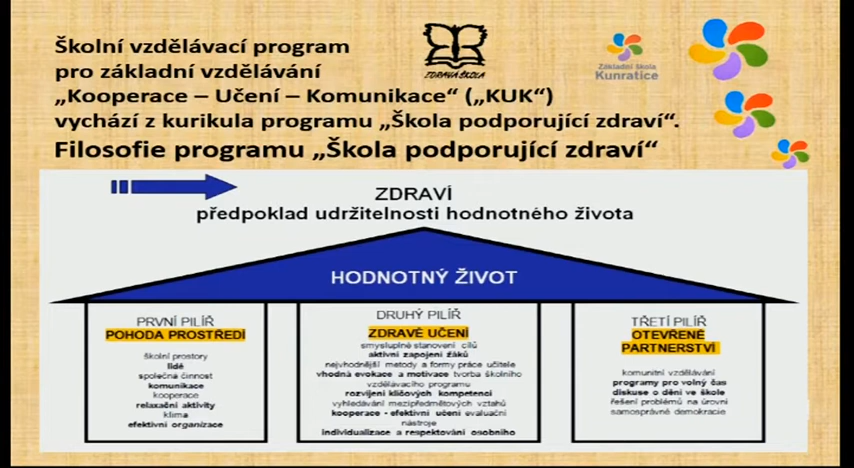 Školní vzdělávací program
pro základní vzdělávání
„Kooperace – Učení – Komunikace“ („KUK“)
vychází z kurikula programu „Škola podporující zdraví“.
Filosofie programu „Škola podporující zdraví“
ZDRAVÁ ŠKOLA
Základní škola
Kunratice
ZDRAVÍ
předpoklad udržitelnosti hodnotného života
HODNOTNÝ ŽIVOT
PRVNÍ PILÍŘ
POHODA PROSTŘEDÍ
školní prostory
lidé
společná činnost
komunikace
kooperace
relaxační aktivity
klima
efektivní organizace
DRUHÝ PILÍŘ
ZDRAVÉ UČENÍ
smysluplné stanovení cílů
aktivní zapojení žáků
nejvhodnější metody a formy práce učitele
vhodná evokace a motivace tvorba školního
vzdělávacího programu
rozvíjení klíčových kompetencí
vyhledávání mezipředmětových vztahů
kooperace - efektivní učení evaluační
nástroje
individualizace a respektování osobního
TŘETÍ PILÍŘ
OTEVŘENÉ
PARTNERSTVÍ
komunitní vzdělávání
programy pro volný čas
diskuse o dění ve škole
řešení problémů na úrovni
samosprávné demokracie